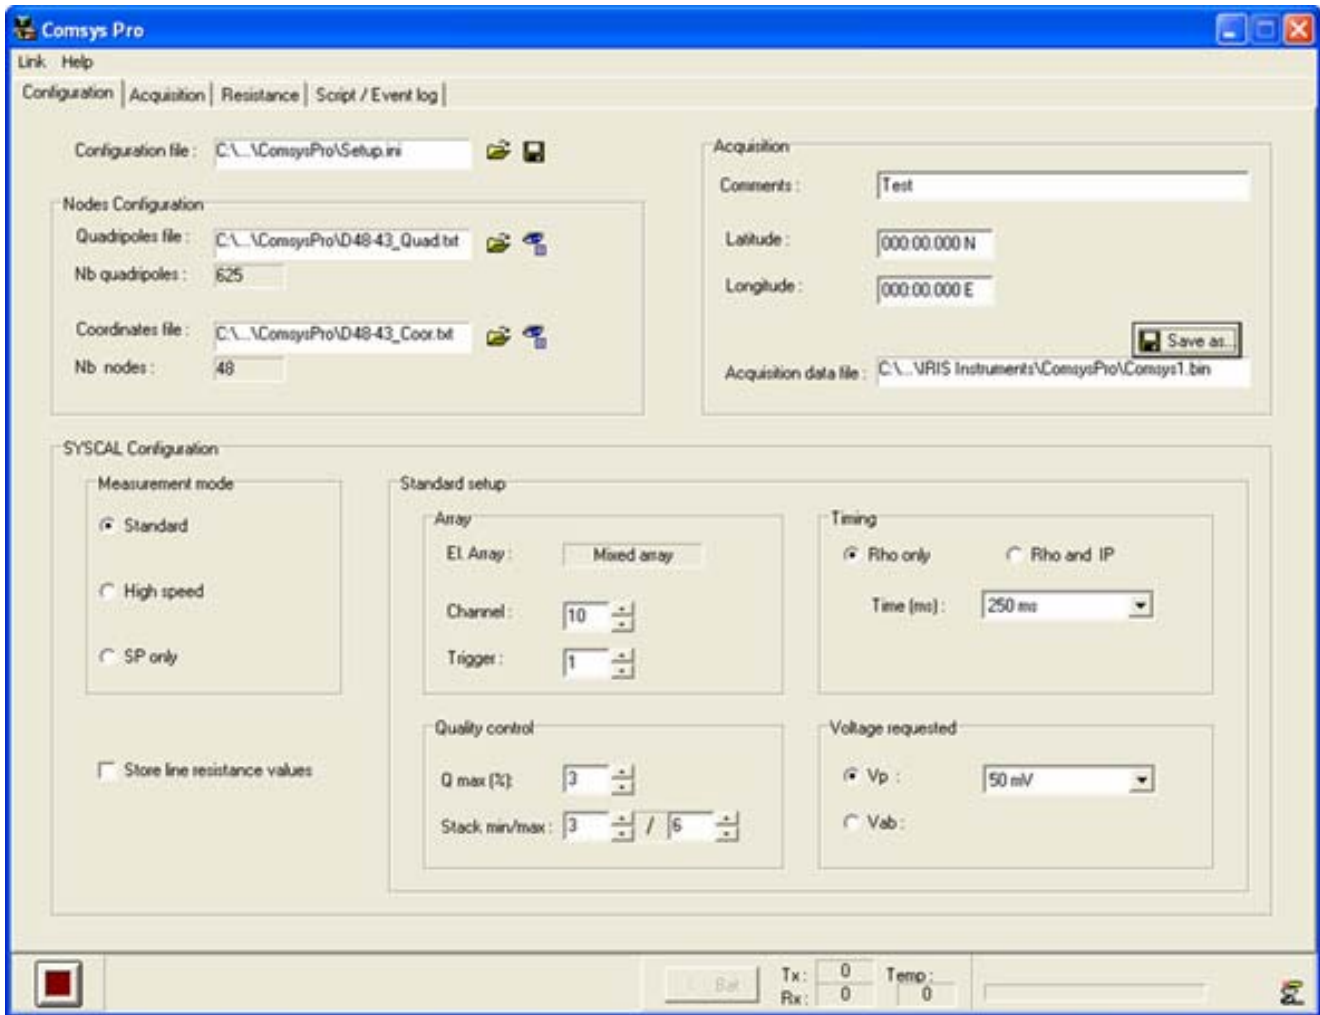 Comsys Pro
Link Help
Configuration Acquisition Resistance Script / Event log
Configuration file : C:\...\ComsysPro\Setup.ini
Nodes Configuration
Quadripoles file : C:\...\ComsysPro\D48-43_Quad.txt
Nb quadripoles : 625
Coordinates file : C:\...\ComsysPro\D48-43_Coor.txt
Nb nodes : 48
Acquisition
Comments : Test
Latitude : 000:00.000 N
Longitude : 000:00.000 E
Save as...
Acquisition data file : C:\...\IRIS Instruments\ComsysPro\Comsys1.bin
SYSCAL Configuration
Measurement mode
Standard
High speed
SP only
Store line resistance values
Standard setup
Array
El. Array : Mixed array
Channel : 10
Trigger : 1
Timing
Rho only Rho and IP
Time (ms) : 250 ms
Quality control
Q max (%): 3
Stack min/max : 3 / 6
Voltage requested
Vp : 50 mV
Vab :
Bat
Tx : 0
Rx : 0
Temp :
0